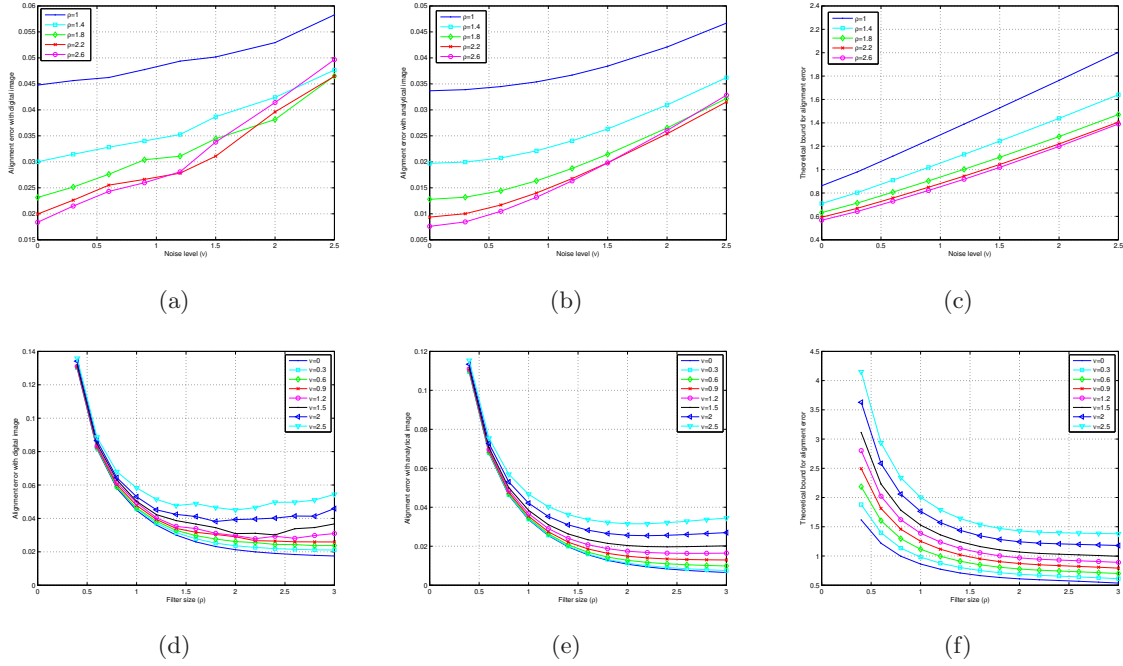 0.06
0.055
0.05
0.045
0.04
0.035
0.03
0.025
0.02
0.015
Alignment error with digital image
ρ=1
ρ=1.4
ρ=1.8
ρ=2.2
ρ=2.6
0 0.5 1 1.5 2 2.5
Noise level (ν)
(a)
0.05
0.045
0.04
0.035
0.03
0.025
0.02
0.015
0.01
0.005
Alignment error with analytical image
ρ=1
ρ=1.4
ρ=1.8
ρ=2.2
ρ=2.6
0 0.5 1 1.5 2 2.5
Noise level (ν)
(b)
2.4
2.2
2
1.8
1.6
1.4
1.2
1
0.8
0.6
0.4
Theoretical bound for alignment error
ρ=1
ρ=1.4
ρ=1.8
ρ=2.2
ρ=2.6
0 0.5 1 1.5 2 2.5
Noise level (ν)
(c)
0.14
0.12
0.1
0.08
0.06
0.04
0.02
0
Alignment error with digital image
ν=0
ν=0.3
ν=0.6
ν=0.9
ν=1.2
ν=1.5
ν=2
ν=2.5
0 0.5 1 1.5 2 2.5 3
Filter size (ρ)
(d)
0.12
0.1
0.08
0.06
0.04
0.02
0
Alignment error with analytical image
ν=0
ν=0.3
ν=0.6
ν=0.9
ν=1.2
ν=1.5
ν=2
ν=2.5
0 0.5 1 1.5 2 2.5 3
Filter size (ρ)
(e)
4.5
4
3.5
3
2.5
2
1.5
1
0.5
Theoretical bound for alignment error
ν=0
ν=0.3
ν=0.6
ν=0.9
ν=1.2
ν=1.5
ν=2
ν=2.5
0 0.5 1 1.5 2 2.5 3
Filter size (ρ)
(f)